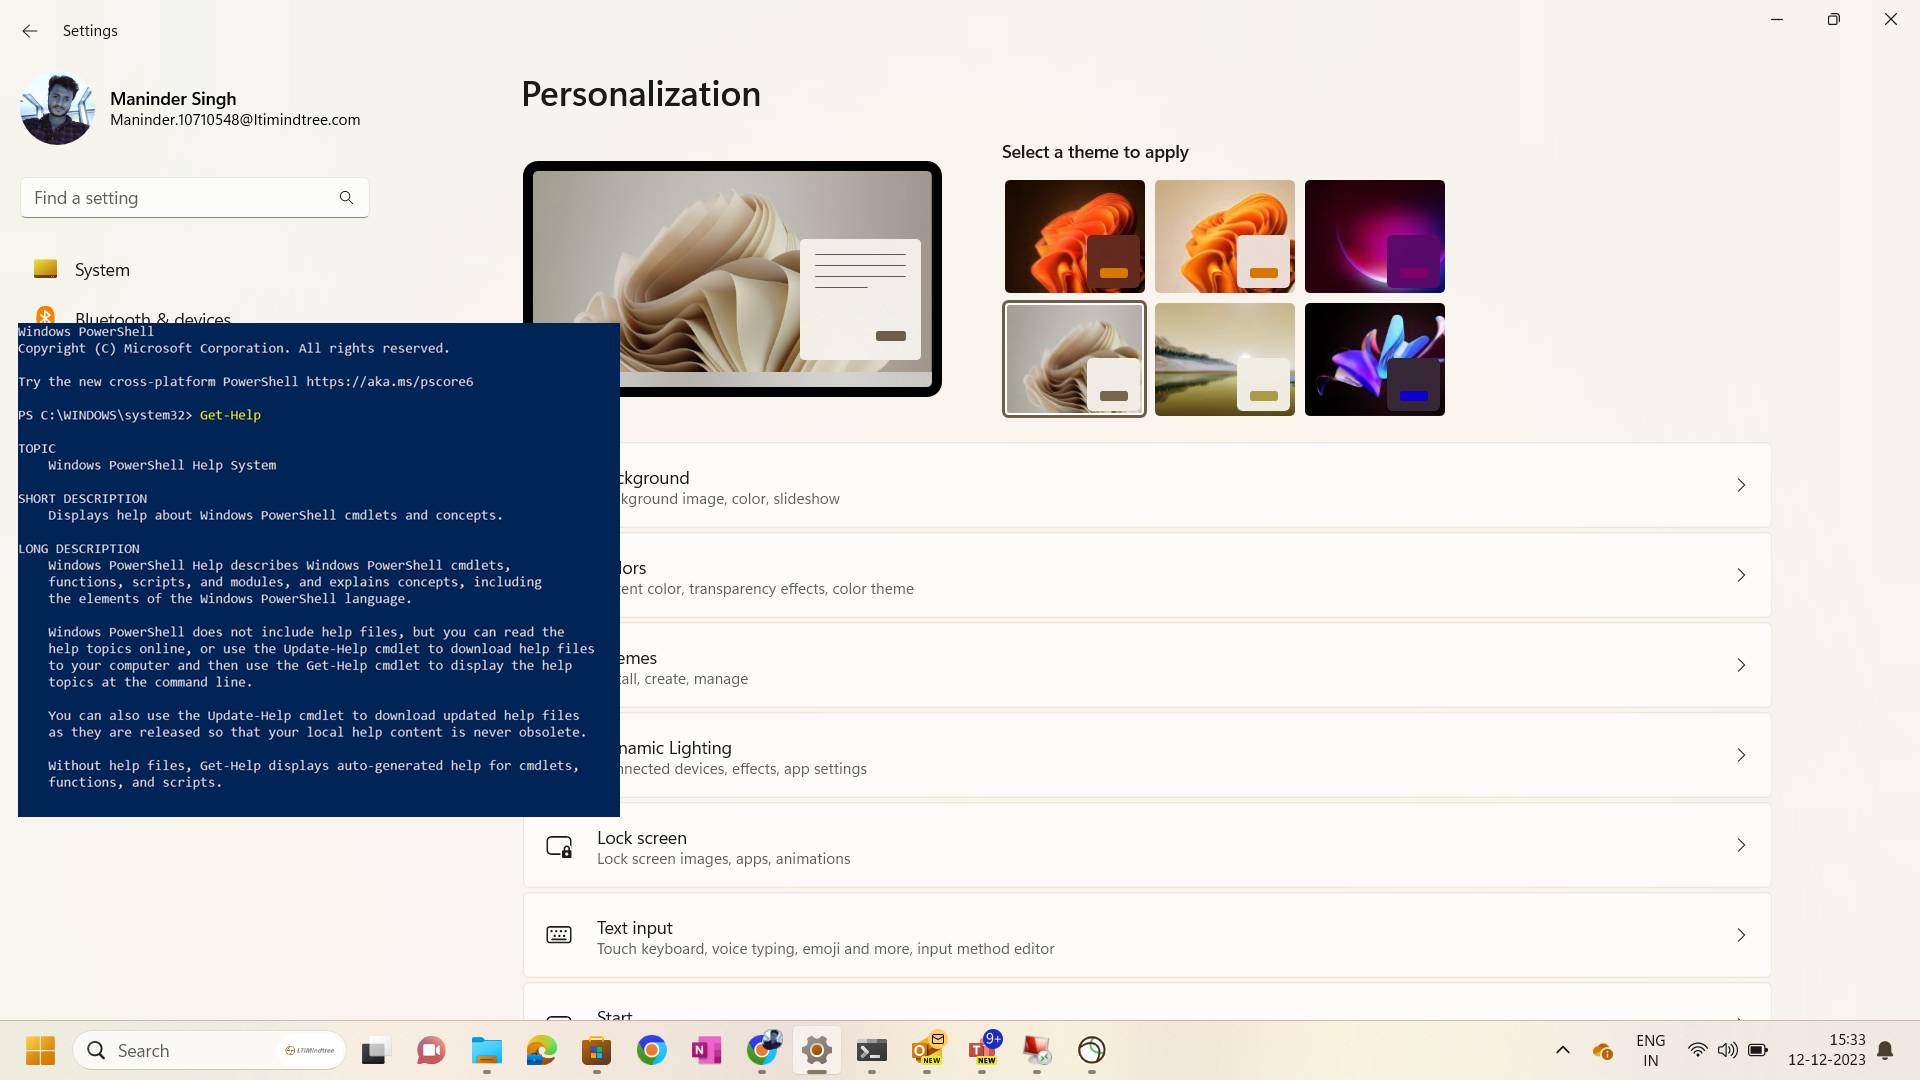 Settings
Maninder Singh
Maninder.10710548@ltimindtree.com
Find a setting
System
Bluetooth & devices
Personalization
Select a theme to apply
Windows PowerShell
Copyright (C) Microsoft Corporation. All rights reserved.
Try the new cross-platform PowerShell https://aka.ms/pscore6
PS C:\WINDOWS\system32> Get-Help
TOPIC
Windows PowerShell Help System
SHORT DESCRIPTION
Displays help about Windows PowerShell cmdlets and concepts.
LONG DESCRIPTION
Windows PowerShell Help describes Windows PowerShell cmdlets,
functions, scripts, and modules, and explains concepts, including
the elements of the Windows PowerShell language.
Windows PowerShell does not include help files, but you can read the
help topics online, or use the Update-Help cmdlet to download help files
to your computer and then use the Get-Help cmdlet to display the help
topics at the command line.
You can also use the Update-Help cmdlet to download updated help files
as they are released so that your local help content is never obsolete.
Without help files, Get-Help displays auto-generated help for cmdlets,
functions, and scripts.
ckground
kground image, color, slideshow
lors
ent color, transparency effects, color theme
emes
tall, create, manage
namic Lighting
nnected devices, effects, app settings
Lock screen
Lock screen images, apps, animations
Text input
Touch keyboard, voice typing, emoji and more, input method editor
Start
Search
LTIMindtree
N
NEW
T
9+
NEW
ENG
IN
15:33
12-12-2023